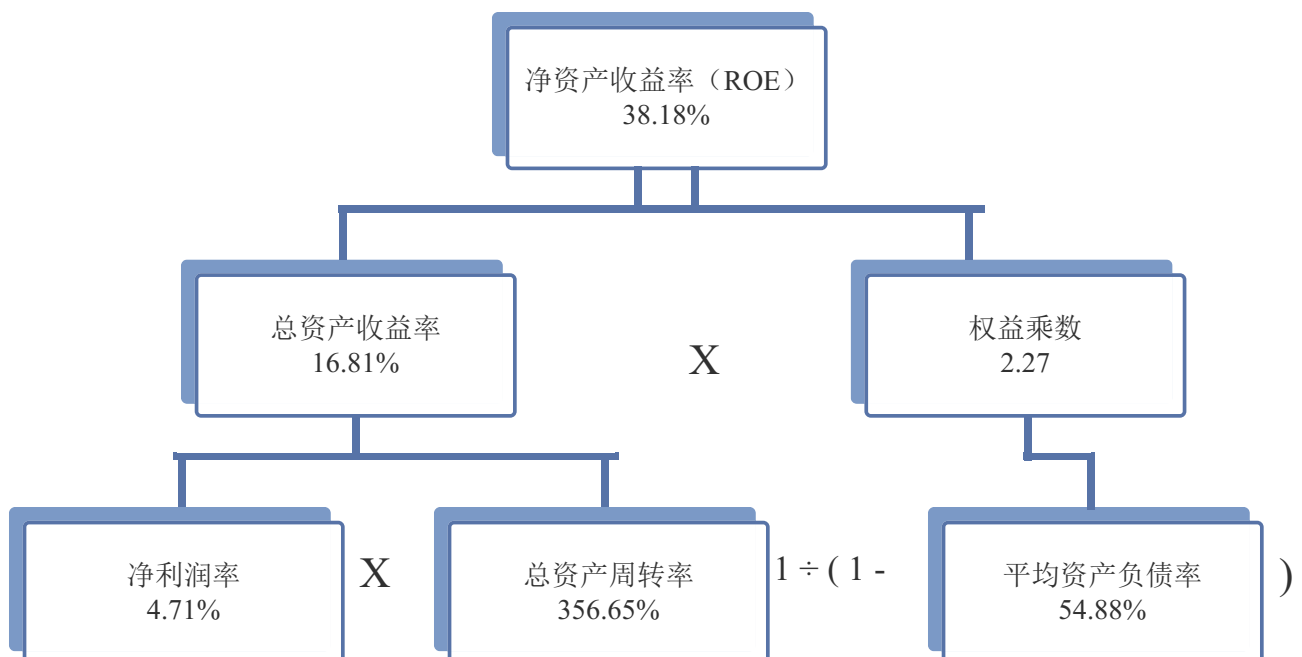 净资产收益率（ROE）
38.18%
总资产收益率
16.81%
X
权益乘数
2.27
净利润率
4.71%
X
总资产周转率
356.65%
1 ÷ ( 1 -
平均资产负债率
54.88%
)